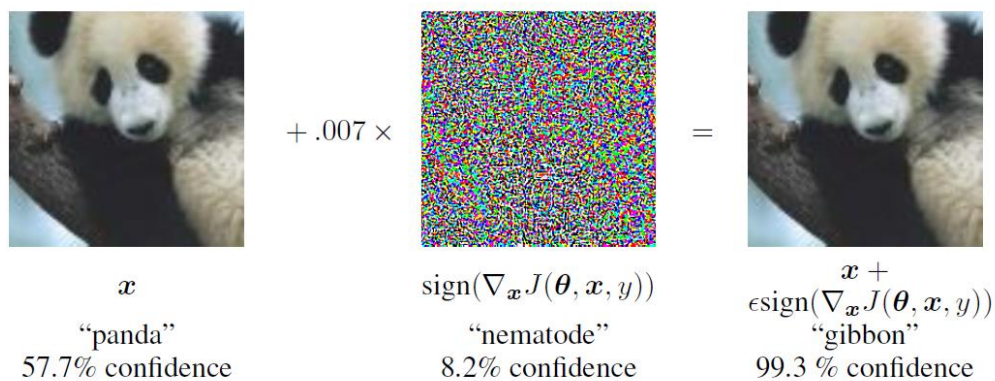 + .007 ×
=
x
sign(∇ₓJ(θ, x, y))
x +
ϵsign(∇ₓJ(θ, x, y))
“panda”
“nematode”
“gibbon”
57.7% confidence
8.2% confidence
99.3 % confidence